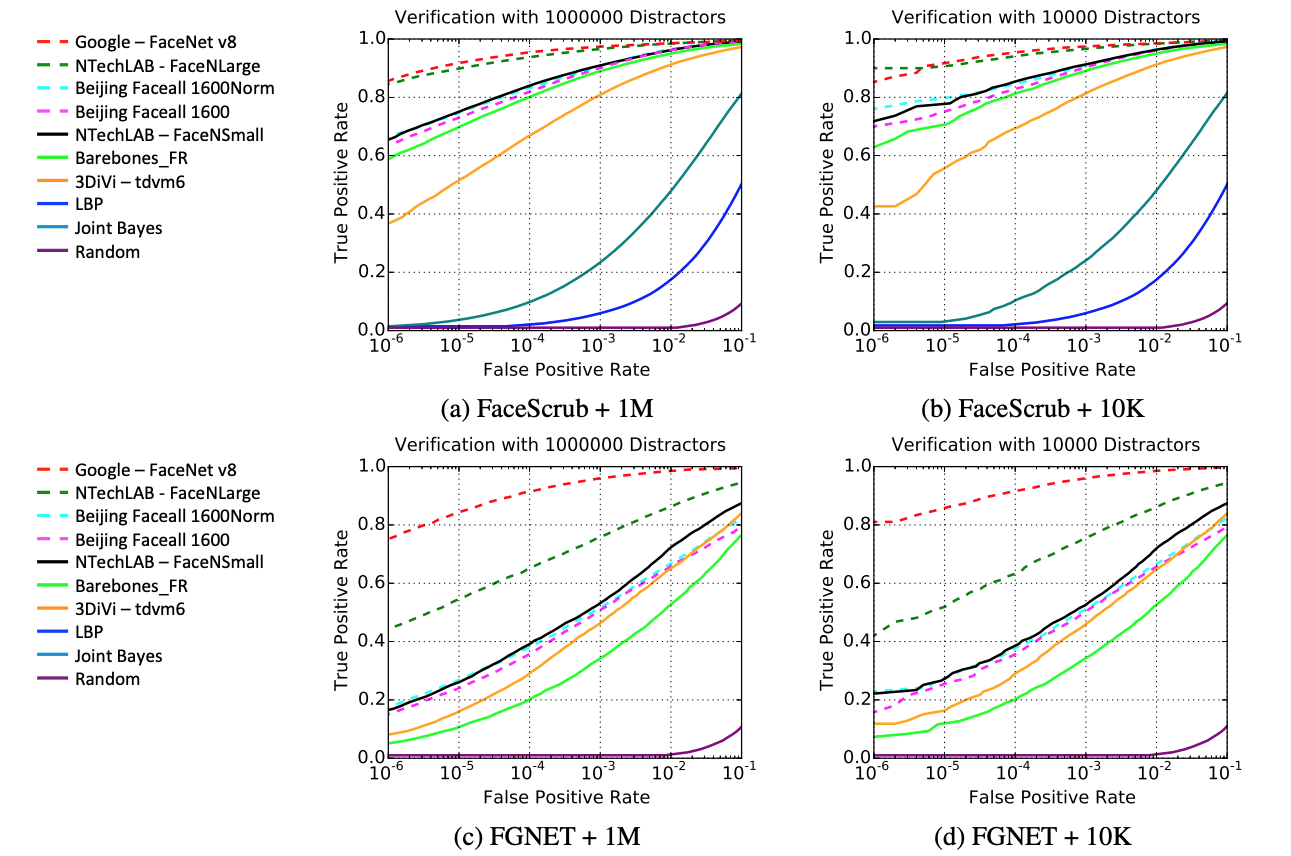 Verification with 1000000 Distractors
Verification with 10000 Distractors
Google – FaceNet v8
NTechLAB - FaceNLarge
Beijing Faceall 1600Norm
Beijing Faceall 1600
NTechLAB – FaceNSmall
Barebones_FR
3DiVi – tdvm6
LBP
Joint Bayes
Random
True Positive Rate
1.0
0.8
0.6
0.4
0.2
0.0
10^-6 10^-5 10^-4 10^-3 10^-2 10^-1
False Positive Rate
(a) FaceScrub + 1M
True Positive Rate
1.0
0.8
0.6
0.4
0.2
0.0
10^-6 10^-5 10^-4 10^-3 10^-2 10^-1
False Positive Rate
(b) FaceScrub + 10K
Verification with 1000000 Distractors
Verification with 10000 Distractors
Google – FaceNet v8
NTechLAB - FaceNLarge
Beijing Faceall 1600Norm
Beijing Faceall 1600
NTechLAB – FaceNSmall
Barebones_FR
3DiVi – tdvm6
LBP
Joint Bayes
Random
True Positive Rate
1.0
0.8
0.6
0.4
0.2
0.0
10^-6 10^-5 10^-4 10^-3 10^-2 10^-1
False Positive Rate
(c) FGNET + 1M
True Positive Rate
1.0
0.8
0.6
0.4
0.2
0.0
10^-6 10^-5 10^-4 10^-3 10^-2 10^-1
False Positive Rate
(d) FGNET + 10K